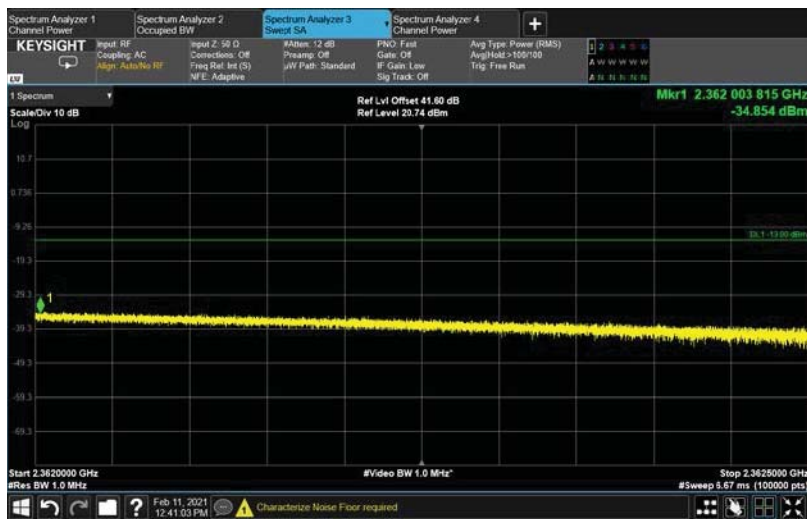 Spectrum Analyzer 1
Channel Power
Spectrum Analyzer 2
Occupied BW
Spectrum Analyzer 3
Swept SA
Spectrum Analyzer 4
Channel Power
KEYSIGHT
Input: RF
Coupling: AC
Align: Auto/No RF
Input Z: 50 Ω
Corrections: Off
Freq Ref: Int (S)
NFE: Adaptive
#Atten: 12 dB
Preamp: Off
µW Path: Standard
PNO: Fast
Gate: Off
IF Gain: Low
Sig Track: Off
Avg Type: Power (RMS)
Avg|Hold:>100/100
Trig: Free Run
1 2 3 4 5 6
A W W W W W
A N N N N N
LXI
1 Spectrum
Scale/Div 10 dB
Log
Ref Lvl Offset 41.60 dB
Ref Level 20.74 dBm
Mkr1 2.362 003 815 GHz
-34.854 dBm
10.7
0.736
-9.26
DL1 -13.00 dBm
-19.3
-29.3
1
-39.3
-49.3
-59.3
-69.3
Start 2.3620000 GHz
#Res BW 1.0 MHz
#Video BW 1.0 MHz*
Stop 2.3625000 GHz
#Sweep 6.67 ms (100000 pts)
Feb 11, 2021
12:41:03 PM
Characterize Noise Floor required